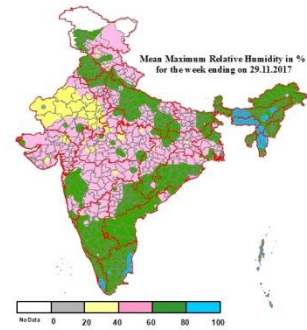 Mean Maximum Relative Humidity in %
for the week ending on 29.11.2017
No Data 0 20 40 60 80 100